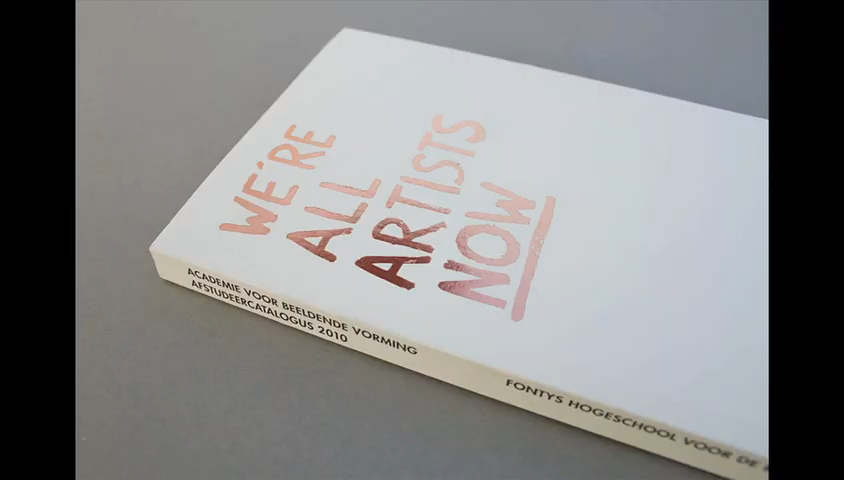 WE'RE
ALL
ARTISTS
NOW
ACADEMIE VOOR BEELDENDE VORMING
AFSTUDEERCATALOGUS 2010
FONTYS HOGESCHOOL VOOR DE